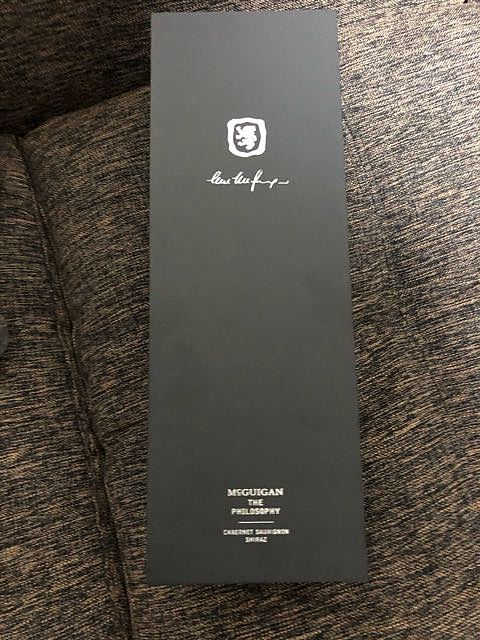 McGUIGAN
THE
PHILOSOPHY
CABERNET SAUVIGNON
SHIRAZ